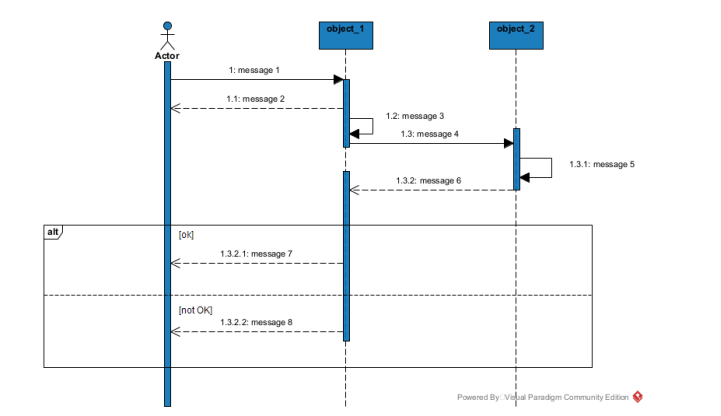 object_1
object_2
Actor
1: message 1
1.1: message 2
1.2: message 3
1.3: message 4
1.3.1: message 5
1.3.2: message 6
alt
[ok]
1.3.2.1: message 7
[not OK]
1.3.2.2: message 8
Powered By: Visual Paradigm Community Edition